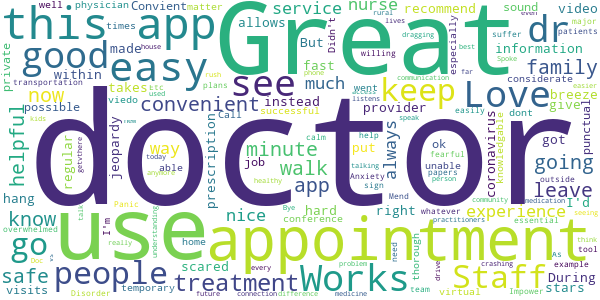 well
physician
Convient
matter
times
service
nurse
recommend
sound
video
major
this app
Great
dr
good
made
allows
Didn't
rural
lives
dragging
suffer
patients
private
within
But
fast
phone
especially
information
easy
see
willing
family
transportation
house
plans
rush
communication
best
far
now
takes
possible
viedo
etc
used
much
went
listens
keep
Love
considerate
breeze
convenient
instead
provider
easily
give
successful
dont
helpful
doctor
prescription
Call
minute
calm
help
always
speak
coronavirus
knowledgable
punctual
kids
regular
getvthere
jeopardy
way
today
able
anymore
job
walk
put
talking
fearful
Anxiety
sign
ok
unable
papers
person
got
going
outside
hang
I'm
healthy
app
Mend
whatever
practitioners
medication
seeing
leave
know
Panic
use
nice
Bye
hard
conference
right
experience
I'd
overwhelmed
talk
understanding
go
really
home
scared
appointment
need
thorough
essential
think
safe
Doc
people
treatment
Works
Staff
As
example
tool
During
visits
Disorder
temporary
every
problem
team
drive
crashing
virtual
Impower
stars
future
connection
difference
medicine
easier
Spoke
community